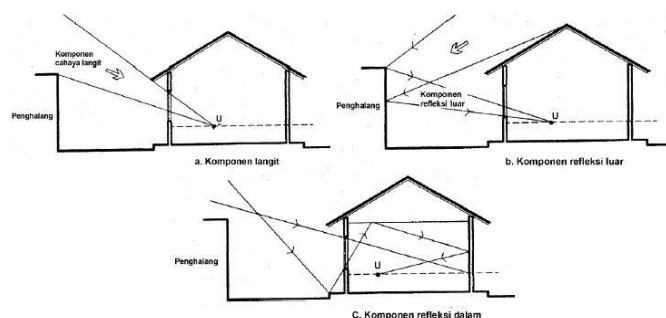 Komponen
cahaya langit
Penghalang
U
a. Komponen langit
Penghalang
Komponen
refleksi luar
U
b. Komponen refleksi luar
Penghalang
U
C. Komponen refleksi dalam